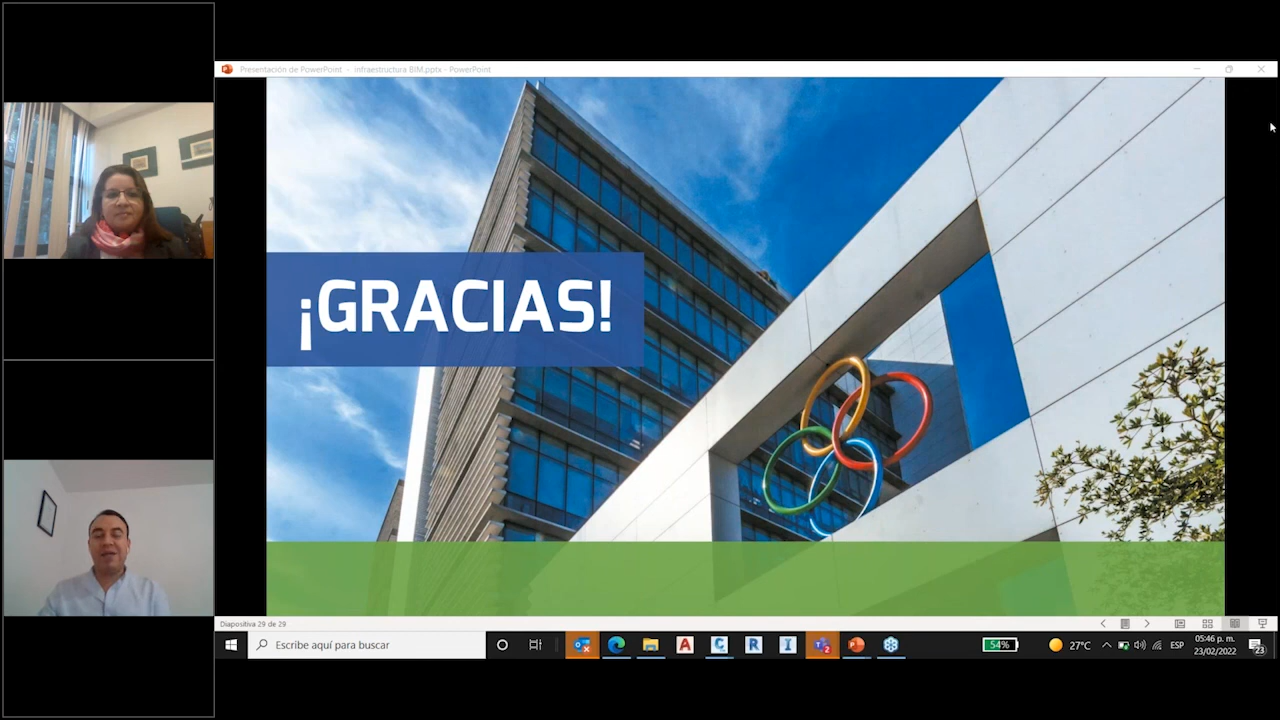 Presentación de PowerPoint - infraestructura BIM.pptx - PowerPoint
¡GRACIAS!
Diapositiva 29 de 29
Escribe aquí para buscar
54%
27°C
ESP
05:46 p. m.
23/02/2022
23